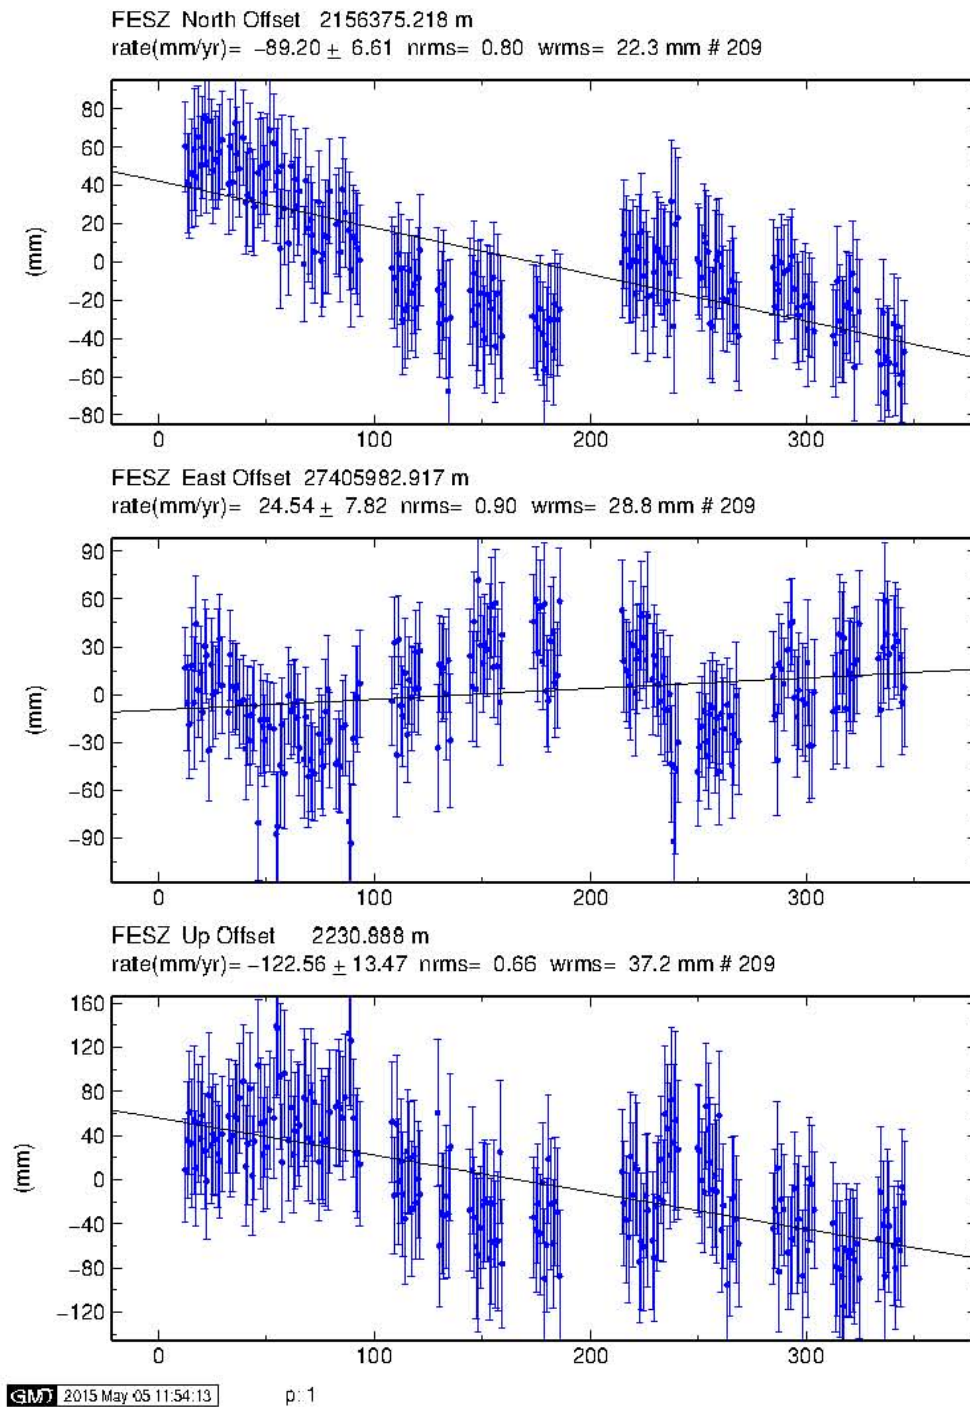 FESZ North Offset 2156375.218 m
rate(mm/yr)= −89.20 ± 6.61 nrms= 0.80 wrms= 22.3 mm # 209
80
60
40
20
0
−20
−40
−60
−80
(mm)
0 100 200 300
FESZ East Offset 27405982.917 m
rate(mm/yr)= 24.54 ± 7.82 nrms= 0.90 wrms= 28.8 mm # 209
90
60
30
0
−30
−60
−90
(mm)
0 100 200 300
FESZ Up Offset 2230.888 m
rate(mm/yr)= −122.56 ± 13.47 nrms= 0.66 wrms= 37.2 mm # 209
160
120
80
40
0
−40
−80
−120
(mm)
0 100 200 300
GMT 2015 May 05 11:54:13 p: 1